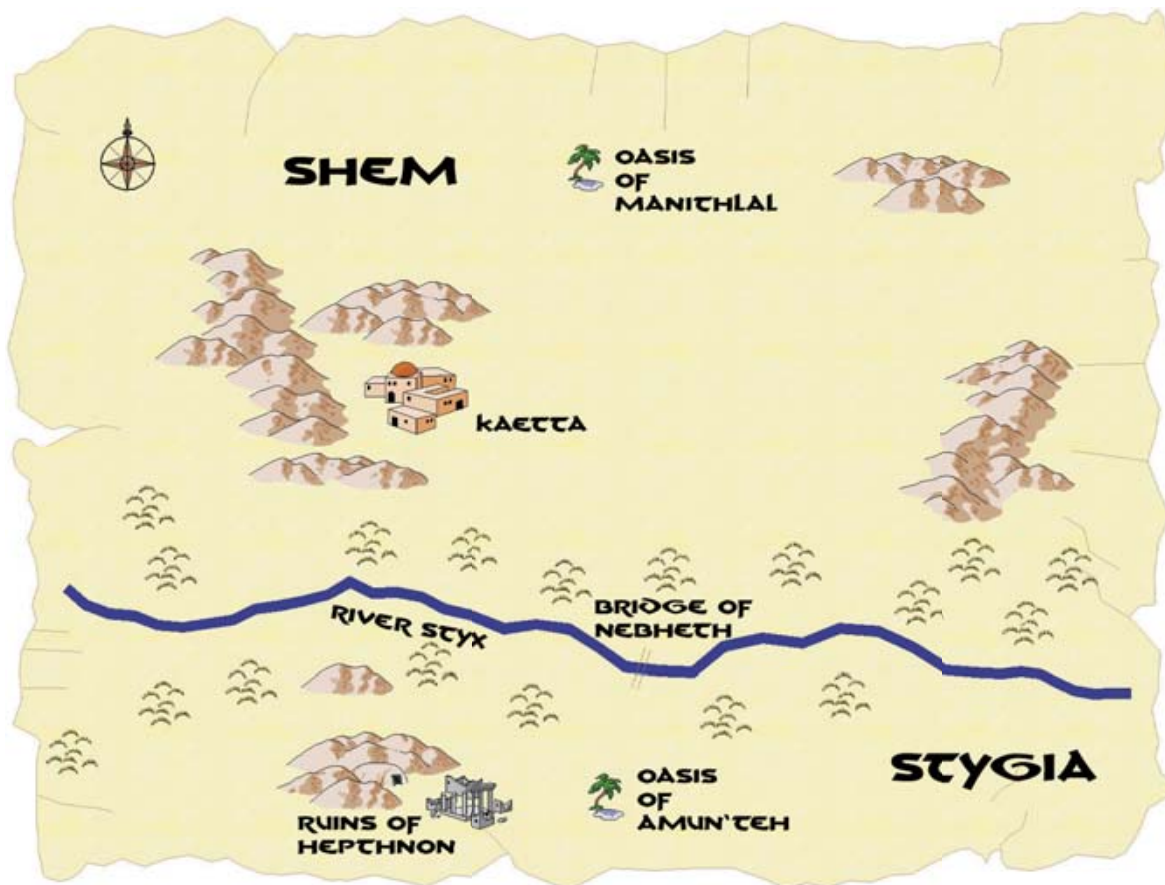 SHEM
OASIS
OF
MANITHLAL
KAETTA
BRIDGE OF
NEBHETH
RIVER STYX
STYGIA
OASIS
OF
AMUN'TEH
RUINS OF
HEPTHNON